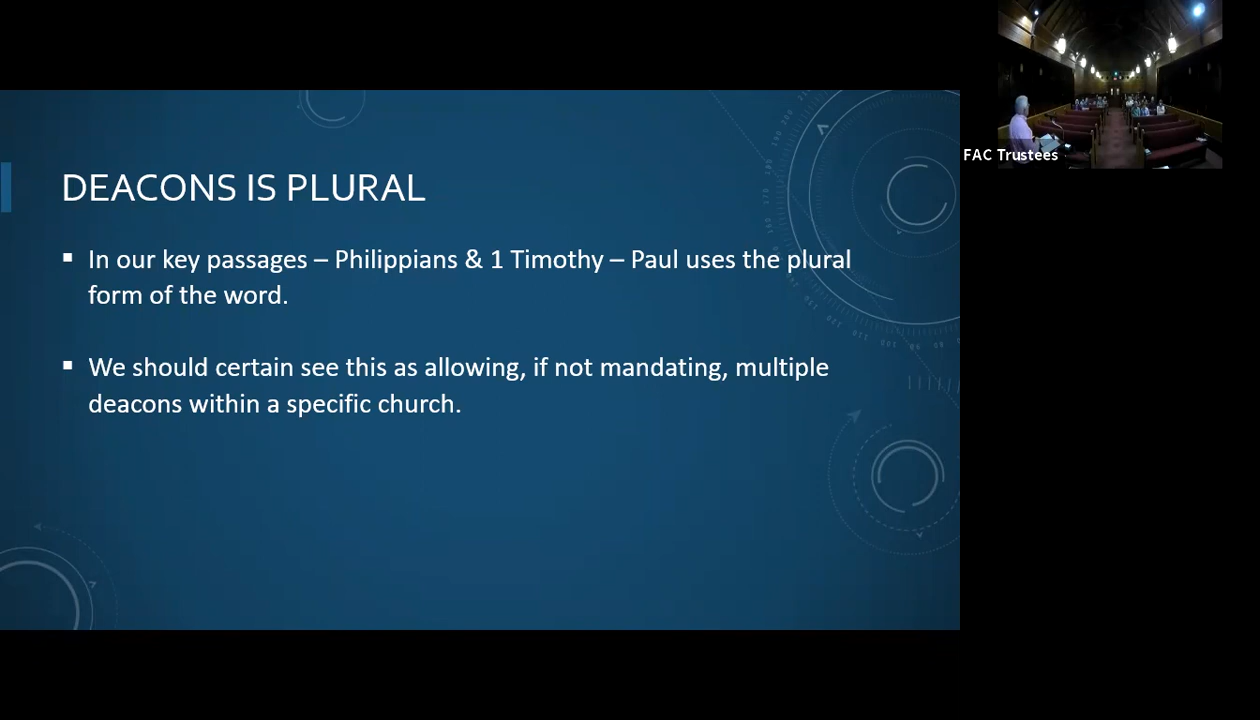 DEACONS IS PLURAL
▪ In our key passages – Philippians & 1 Timothy – Paul uses the plural
form of the word.
▪ We should certain see this as allowing, if not mandating, multiple
deacons within a specific church.
FAC Trustees